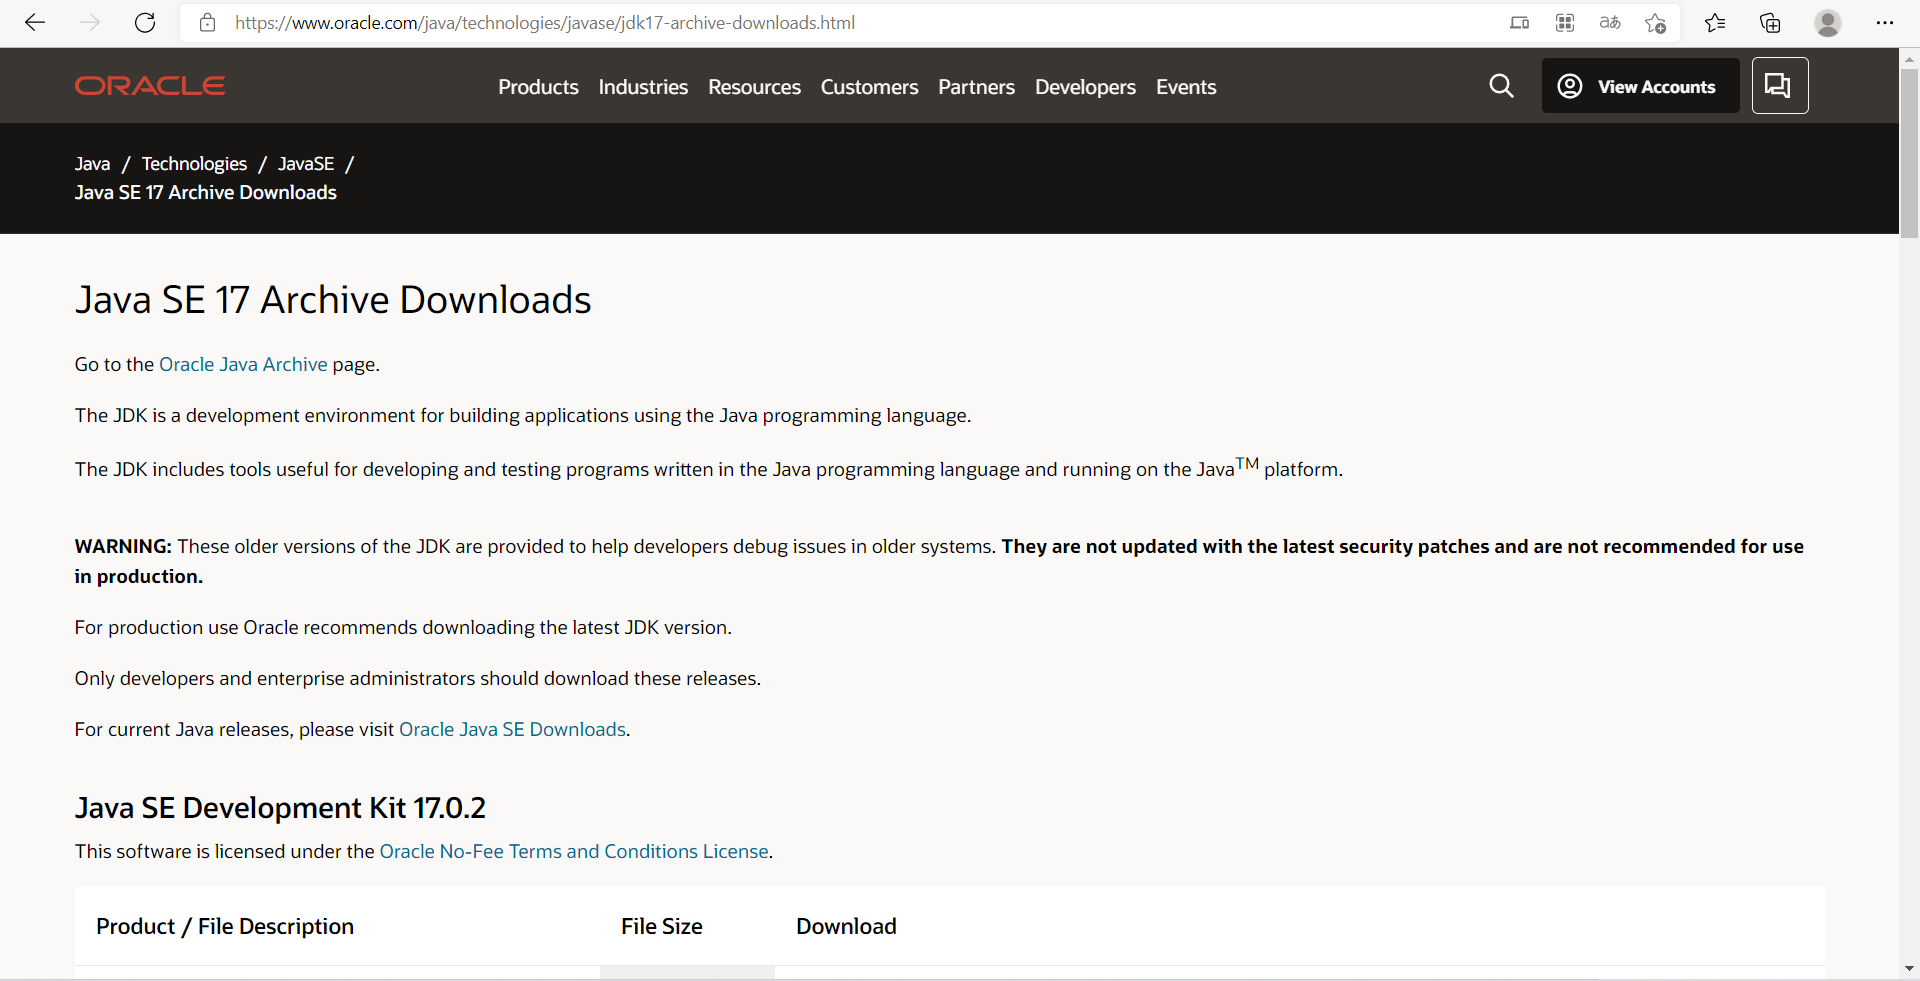 https://www.oracle.com/java/technologies/javase/jdk17-archive-downloads.html
aあ
ORACLE
Products Industries Resources Customers Partners Developers Events
View Accounts
Java / Technologies / JavaSE /
Java SE 17 Archive Downloads
Java SE 17 Archive Downloads
Go to the Oracle Java Archive page.
The JDK is a development environment for building applications using the Java programming language.
The JDK includes tools useful for developing and testing programs written in the Java programming language and running on the Java™ platform.
WARNING: These older versions of the JDK are provided to help developers debug issues in older systems. They are not updated with the latest security patches and are not recommended for use
in production.
For production use Oracle recommends downloading the latest JDK version.
Only developers and enterprise administrators should download these releases.
For current Java releases, please visit Oracle Java SE Downloads.
Java SE Development Kit 17.0.2
This software is licensed under the Oracle No-Fee Terms and Conditions License.
Product / File Description File Size Download